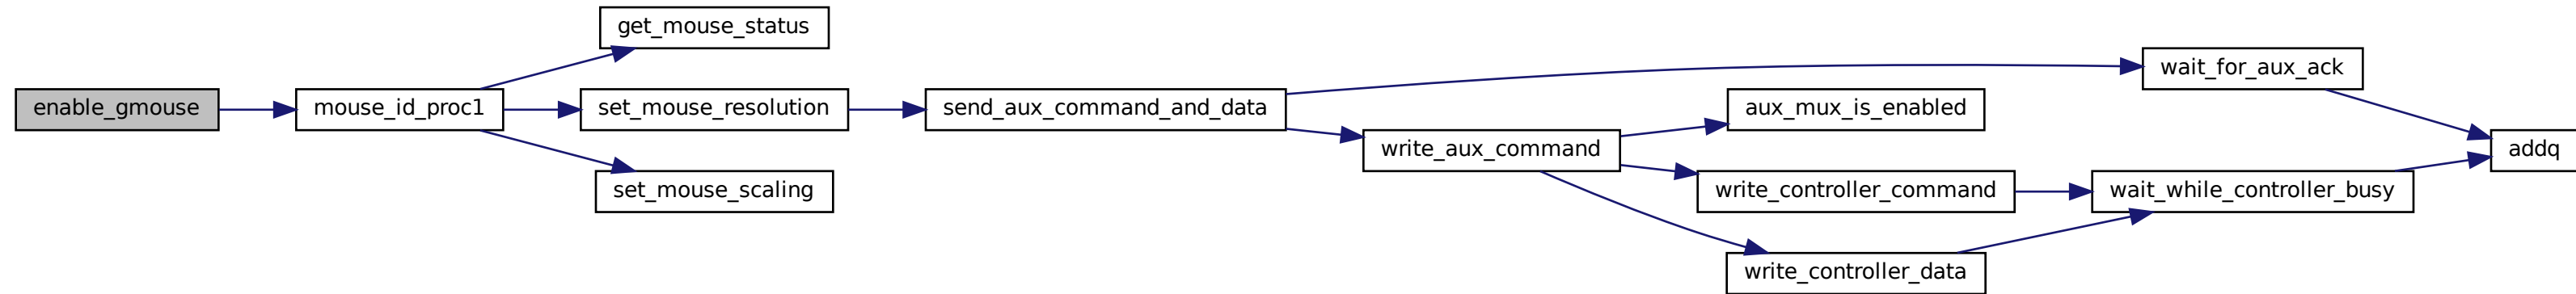 enable_gmouse
mouse_id_proc1
get_mouse_status
set_mouse_resolution
set_mouse_scaling
send_aux_command_and_data
wait_for_aux_ack
write_aux_command
aux_mux_is_enabled
write_controller_command
write_controller_data
wait_while_controller_busy
addq